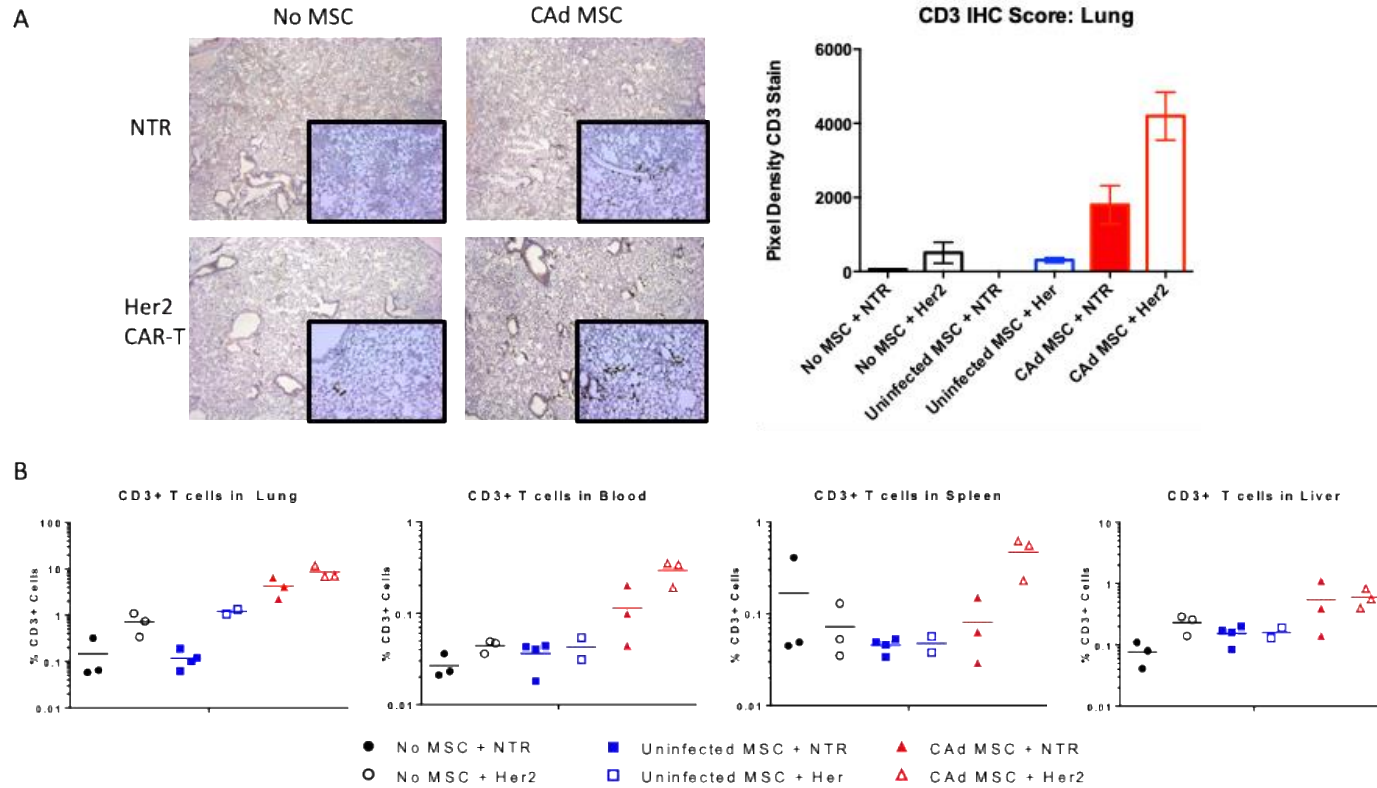 A
No MSC
CAd MSC
NTR
Her2
CAR-T
CD3 IHC Score: Lung
Pixel Density CD3 Stain
6000
4000
2000
0
No MSC + NTR
No MSC + Her2
Uninfected MSC + NTR
Uninfected MSC + Her
CAd MSC + NTR
CAd MSC + Her2
B
CD3+ T cells in Lung
% CD3+ Cells
100
10
1
0.1
0.01
CD3+ T cells in Blood
% CD3+ Cells
1
0.1
0.01
CD3+ T cells in Spleen
% CD3+ Cells
1
0.1
0.01
CD3+ T cells in Liver
% CD3+ Cells
10
1
0.10
0.01
No MSC + NTR
Uninfected MSC + NTR
CAd MSC + NTR
No MSC + Her2
Uninfected MSC + Her
CAd MSC + Her2